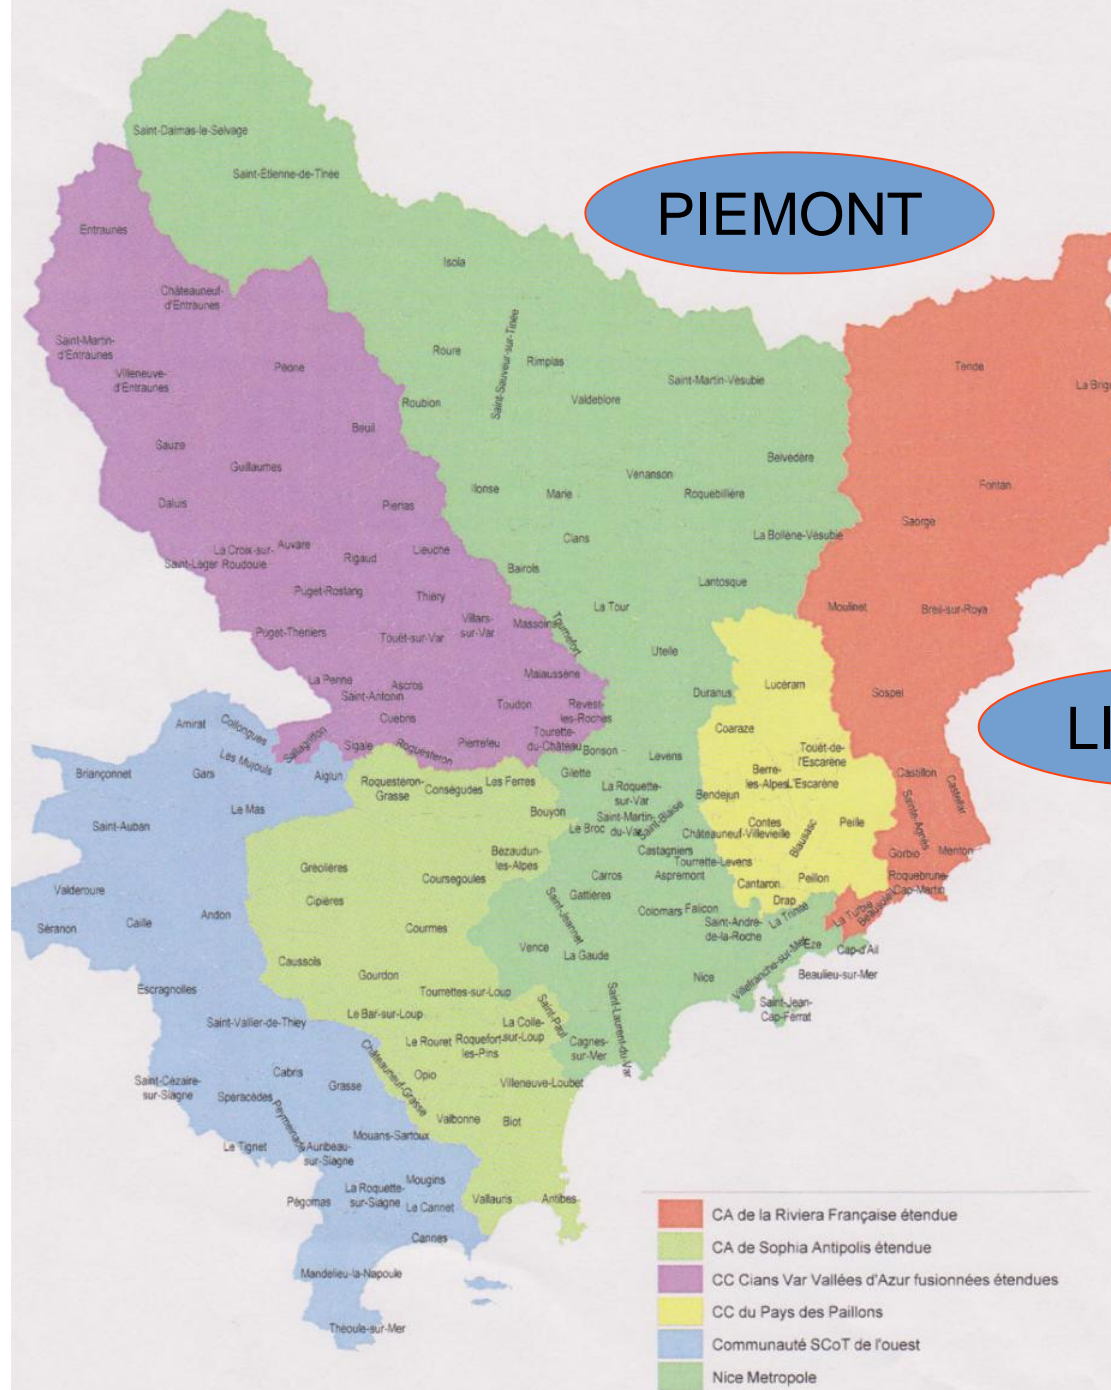 Saint-Dalmas-le-Selvage
Saint-Etienne-de-Tinée
PIEMONT
Entraunes
Isola
Châteauneuf-
d'Entraunes
Saint-Martin-
d'Entraunes
Villeneuve-
d'Entraunes
Péone
Roure
Saint-Sauveur-sur-Tinée
Rimplas
Saint-Martin-Vésubie
Tende
La Brig
Valdeblore
Roubion
Beuil
Sauze
Guillaumes
Belvédère
Venanson
Ilonse
Marie
Roquebillière
Fontan
Daluis
Pierlas
Saorge
Clans
La Bollène-Vésubie
La Croix-sur-
Roudoule
Auvare
Saint-Léger
Rigaud
Lieuche
Bairols
Lantosque
Puget-Rostang
Thiéry
La Tour
Moulinet
Breil-sur-Roya
Villars-
sur-Var
Massoins
Tournefort
Puget-Théniers
Touët-sur-Var
Utelle
La Penne
Saint-Antonin
Ascros
Malaussène
Lucéram
Duranus
Sospel
Toudon
Revest-
les-Roches
Cuébris
Amirat
Collongues
Les Mujouls
Sallagriffon
Sigale
Roquesteron
Pierrefeu
Tourette-
du-Château
Bonson
Levens
Coaraze
LI
Touët-de-
l'Escarène
Briançonnet
Gars
Aiglun
Roquestéron-
Grasse
Conségudes
Les Ferres
Gilette
Berre-
les-Alpes
L'Escarène
Castillon
Castellar
Sainte-Agnès
La Roquette-
sur-Var
Bendejun
Le Mas
Bouyon
Saint-Auban
Le Broc
Saint-Martin-
du-Var
Saint-Blaise
Contes
Châteauneuf-Villevieille
Blausasc
Peille
Castagniers
Tourrette-Levens
Gorbio
Menton
Bézaudun-
les-Alpes
Gréolières
Coursegoules
Carros
Aspremont
Cantaron
Peillon
Roquebrune-
Cap-Martin
Valderoure
Cipières
Gattières
Saint-Jeannet
Drap
Andon
Caille
Séranon
Courmes
Colomars
Falicon
Saint-André-
de-la-Roche
La Trinité
La Turbie
Beausoleil
Vence
La Gaude
Eze
Cap-d'Ail
Caussols
Gourdon
Nice
Villefranche-sur-Mer
Beaulieu-sur-Mer
Escragnolles
Tourrettes-sur-Loup
Saint-Jean-
Cap-Ferrat
Saint-Vallier-de-Thiey
Le Bar-sur-Loup
La Colle-
sur-Loup
Saint-Paul
Saint-Laurent-du-Var
Le Rouret
Roquefort-
les-Pins
Cagnes-
sur-Mer
Châteauneuf-Grasse
Cabris
Grasse
Opio
Villeneuve-Loubet
Saint-Cézaire-
sur-Siagne
Spéracèdes
Peymeinade
Valbonne
Biot
Le Tignet
Auribeau-
sur-Siagne
Mouans-Sartoux
Pégomas
La Roquette-
sur-Siagne
Mougins
Le Cannet
Vallauris
Antibes
Cannes
Mandelieu-la-Napoule
Théoule-sur-Mer
CA de la Riviera Française étendue
CA de Sophia Antipolis étendue
CC Cians Var Vallées d'Azur fusionnées étendues
CC du Pays des Paillons
Communauté SCoT de l'ouest
Nice Metropole